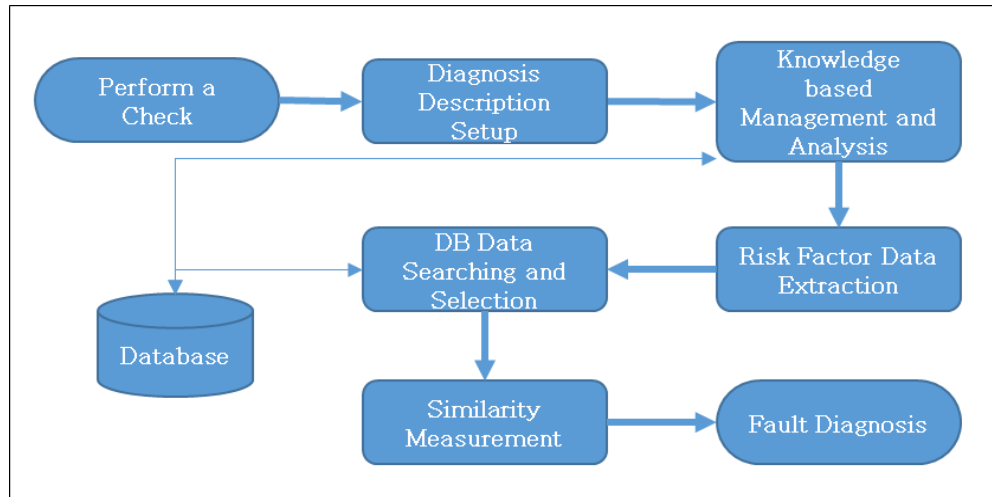 Perform a
Check
Diagnosis
Description
Setup
Knowledge
based
Management and
Analysis
DB Data
Searching and
Selection
Risk Factor Data
Extraction
Database
Similarity
Measurement
Fault Diagnosis